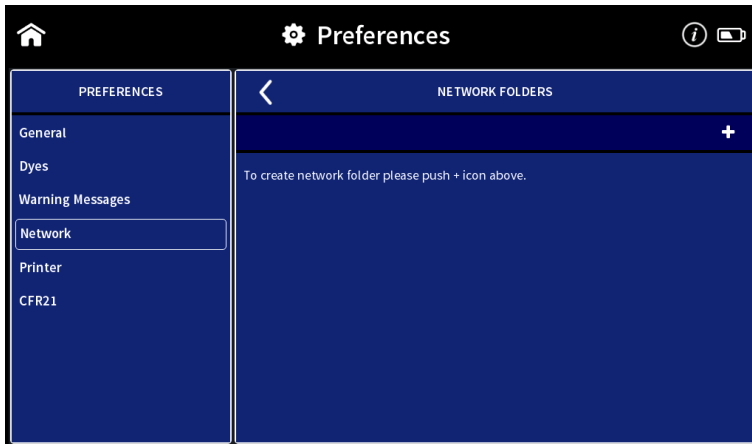 Preferences
PREFERENCES
General
Dyes
Warning Messages
Network
Printer
CFR21
NETWORK FOLDERS
+
To create network folder please push + icon above.